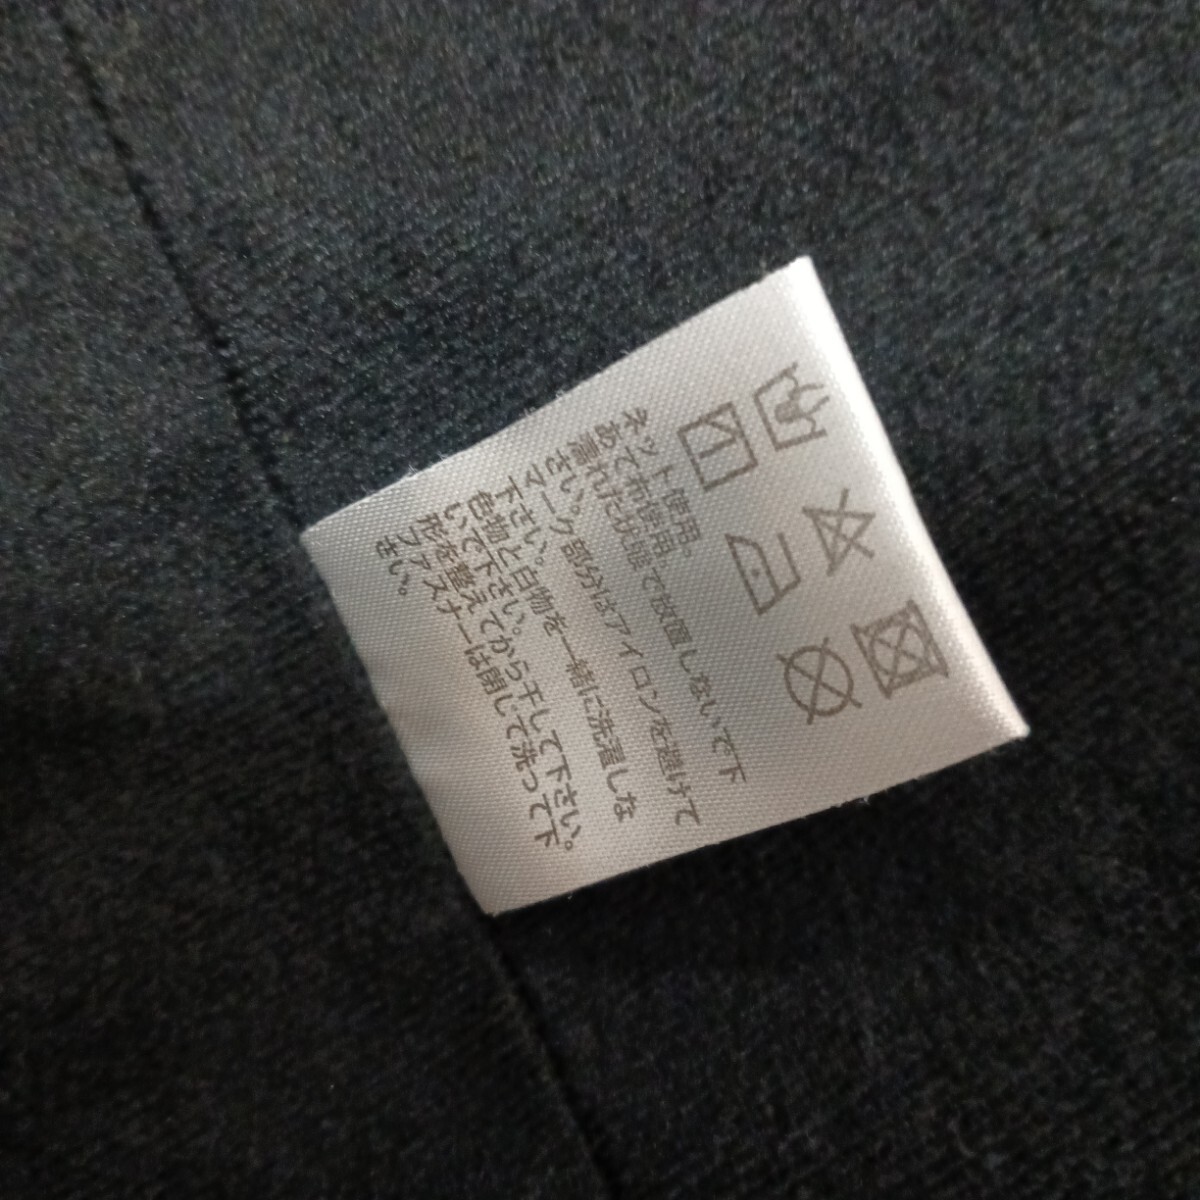 ネット使用。
あて布使用。
濡れた状態で放置しないで下
さい。
マーク部分はアイロンを避けて
下さい。
色物と白物を一緒に洗濯しな
いで下さい。
形を整えてから干して下さい。
ファスナーは閉じて洗って下
さい。